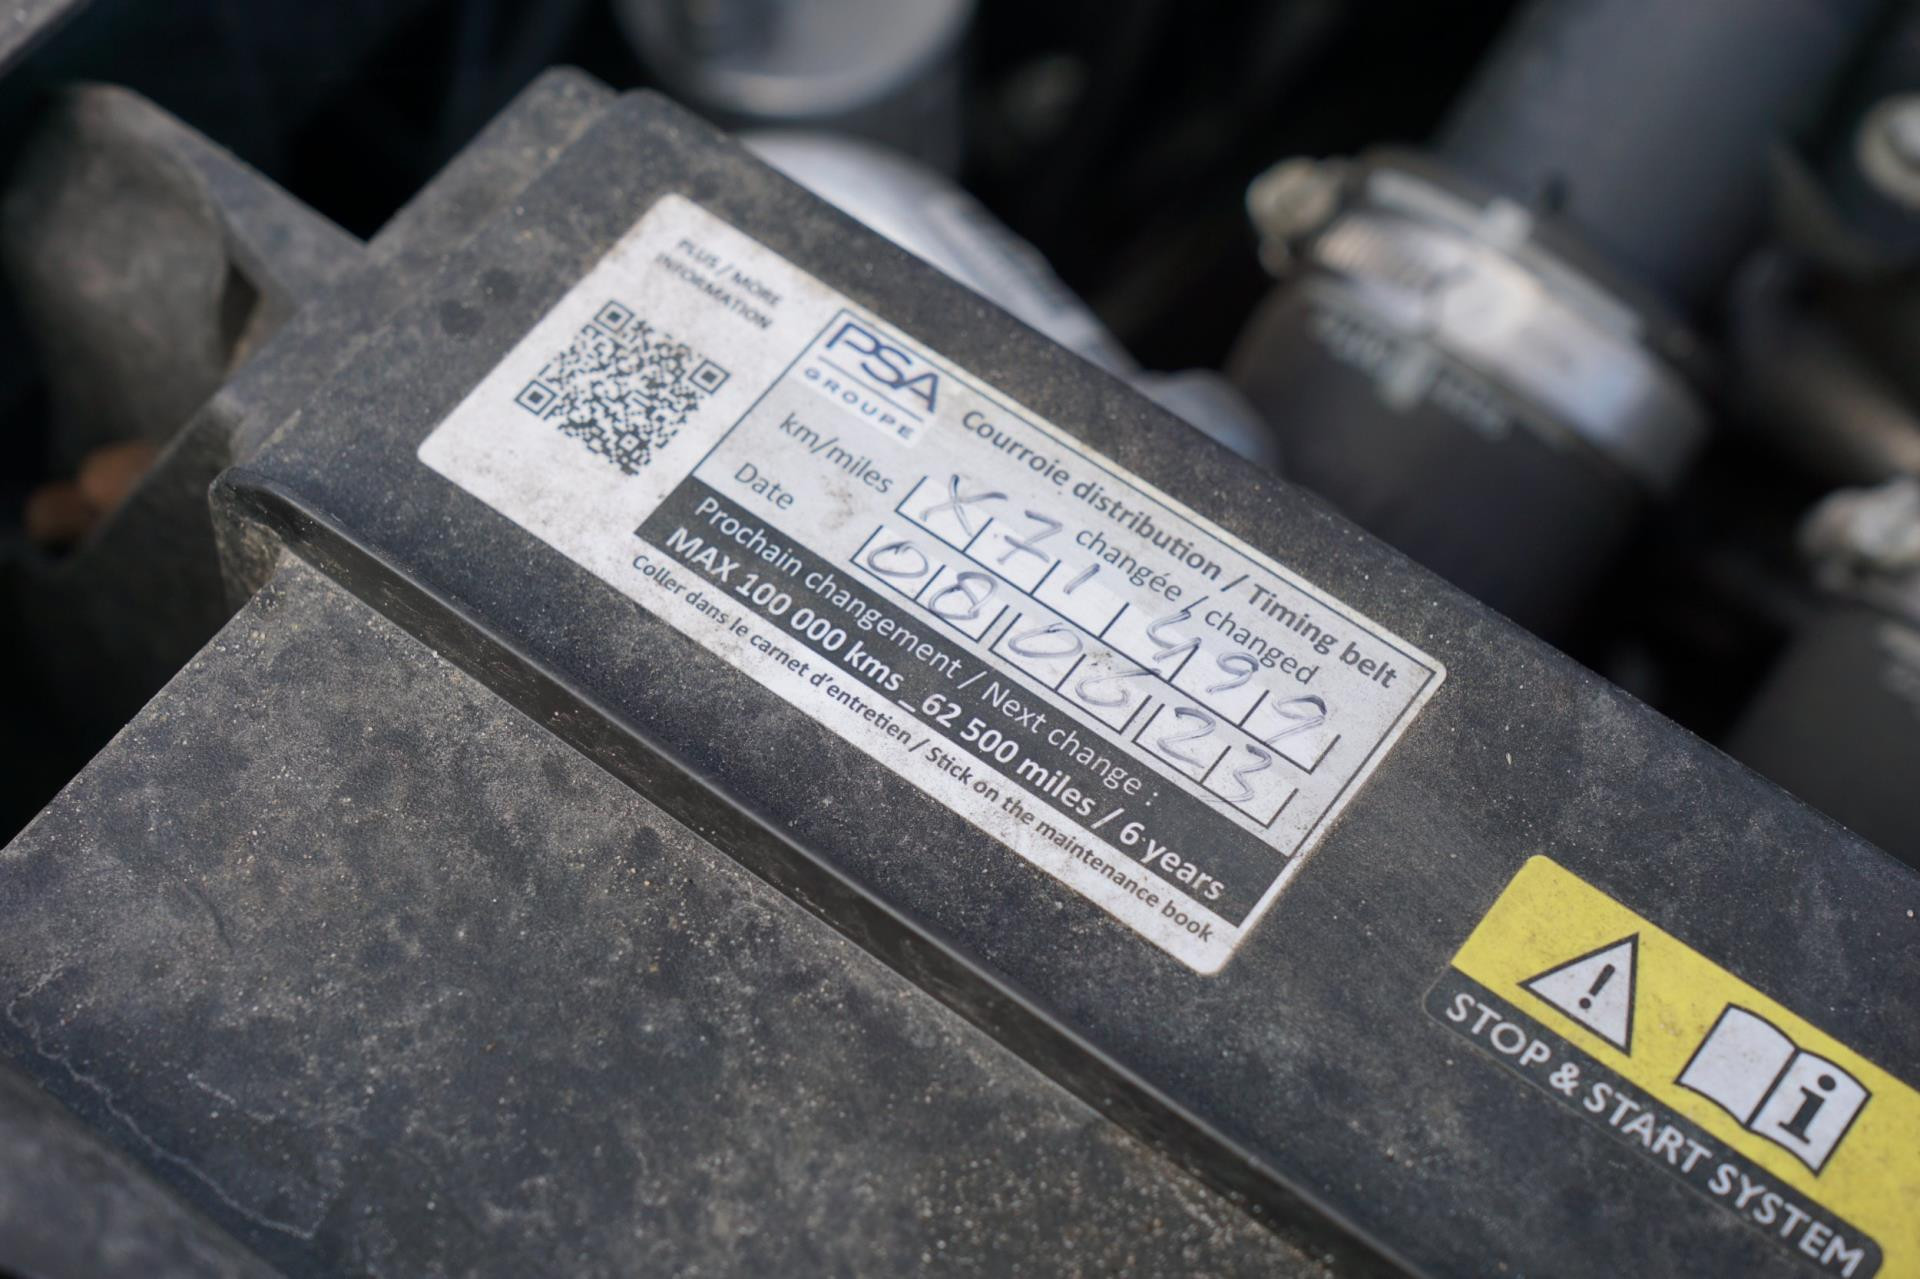 PLUS / MORE
INFORMATION
PSA
GROUPE
Courroie distribution / Timing belt
changée / changed
km/miles X71499
Date 080623
Prochain changement / Next change :
MAX 100 000 kms_62 500 miles / 6 years
Coller dans le carnet d'entretien / Stick on the maintenance book
STOP & START SYSTEM